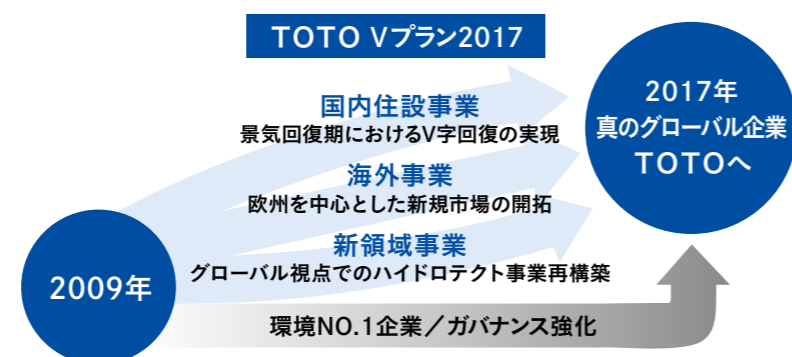 TOTO Vプラン2017
国内住設事業
景気回復期におけるV字回復の実現
海外事業
欧州を中心とした新規市場の開拓
新領域事業
グローバル視点でのハイドロテクト事業再構築
環境NO.1企業／ガバナンス強化
2009年
2017年
真のグローバル企業
TOTOへ